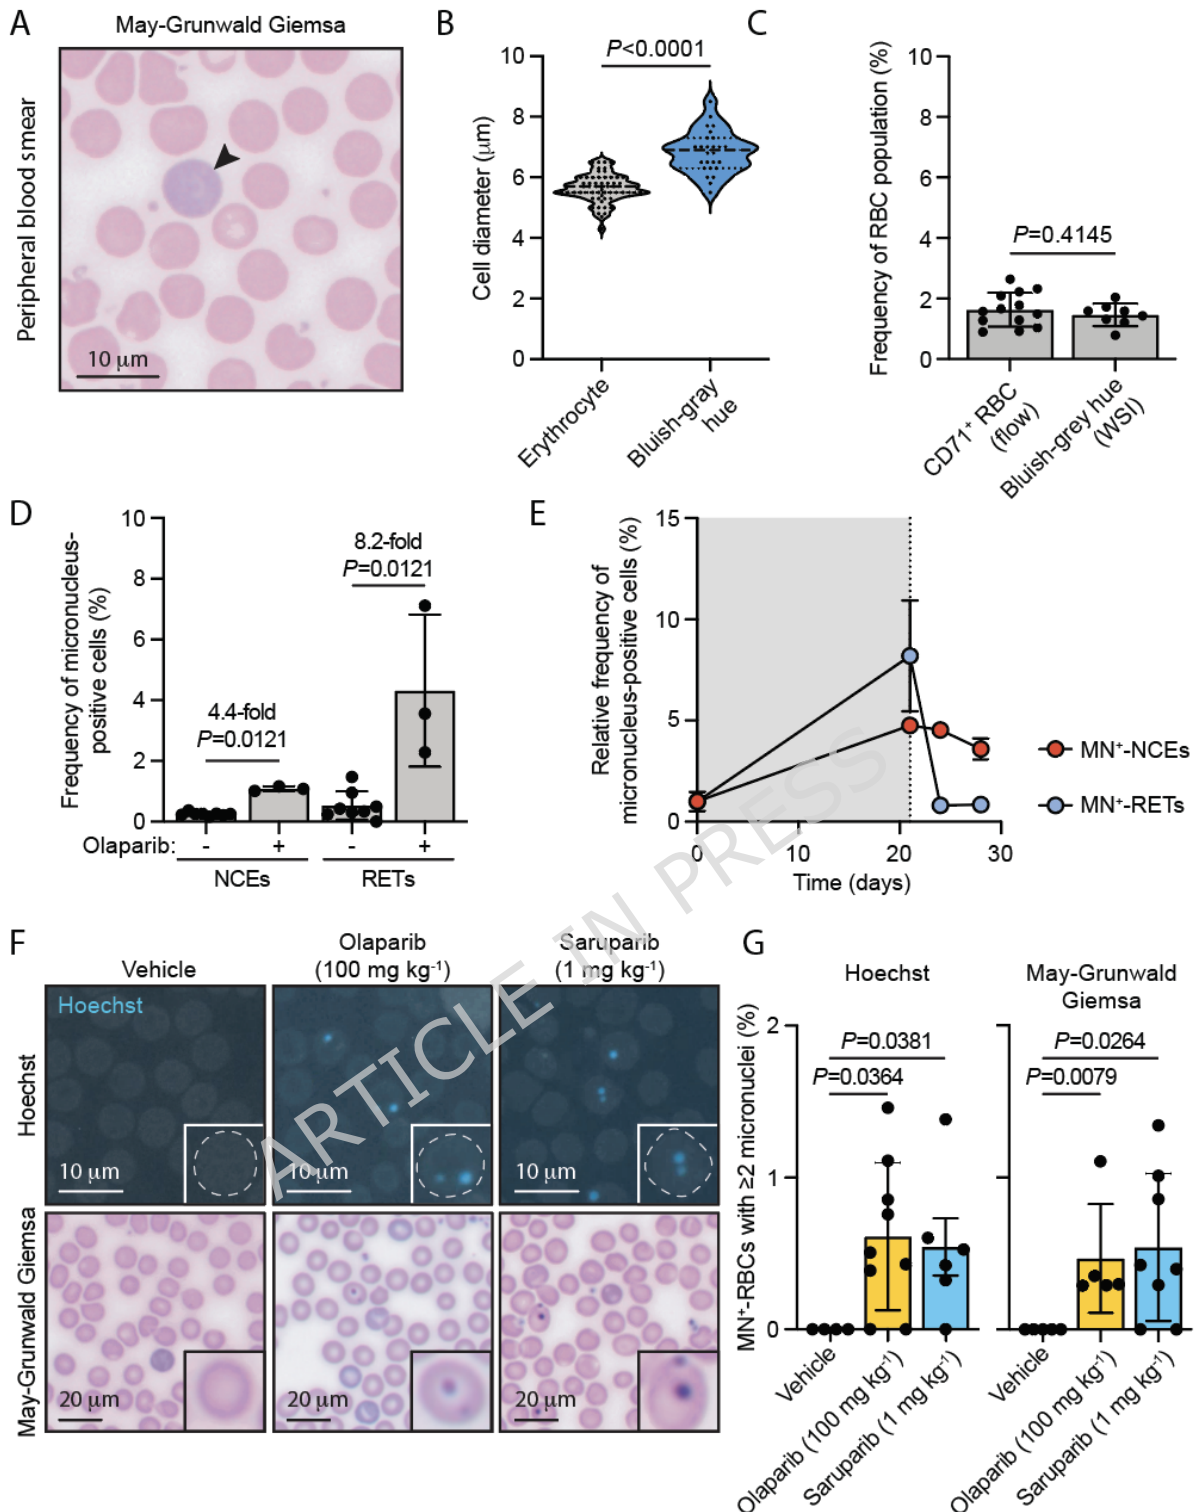 A
May-Grunwald Giemsa
Peripheral blood smear
10 μm
B
P<0.0001
Cell diameter (μm)
10
8
6
4
2
0
Erythrocyte
Bluish-gray
hue
C
Frequency of RBC population (%)
10
8
6
4
2
0
P=0.4145
CD71⁺ RBC
(flow)
Bluish-grey hue
(WSI)
D
Frequency of micronucleus-
positive cells (%)
10
8
6
4
2
0
4.4-fold
P=0.0121
8.2-fold
P=0.0121
Olaparib: - + - +
NCEs RETs
E
Relative frequency of
micronucleus-positive cells (%)
15
10
5
0
0 10 20 30
Time (days)
MN⁺-NCEs
MN⁺-RETs
ARTICLE IN PRESS
F
Vehicle
Olaparib
(100 mg kg⁻¹)
Saruparib
(1 mg kg⁻¹)
Hoechst
Hoechst
10 μm
10 μm
10 μm
May-Grunwald Giemsa
20 μm
20 μm
20 μm
G
Hoechst
May-Grunwald
Giemsa
MN⁺-RBCs with ≥2 micronuclei (%)
2
1
0
P=0.0381
P=0.0364
Vehicle
Olaparib (100 mg kg⁻¹)
Saruparib (1 mg kg⁻¹)
2
1
0
P=0.0264
P=0.0079
Vehicle
Olaparib (100 mg kg⁻¹)
Saruparib (1 mg kg⁻¹)